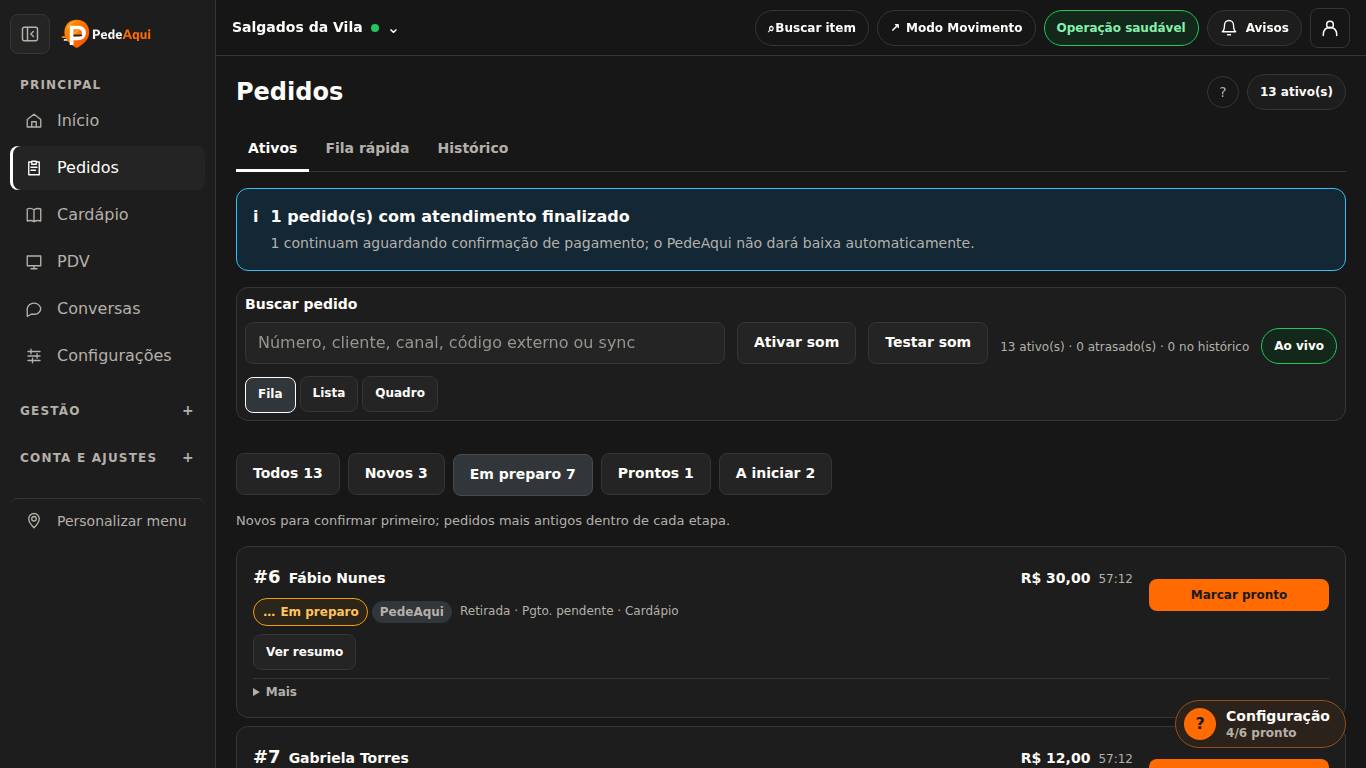 PedeAqui
Salgados da Vila
Buscar item
Modo Movimento
Operação saudável
Avisos
PRINCIPAL
Início
Pedidos
Cardápio
PDV
Conversas
Configurações
GESTÃO +
CONTA E AJUSTES +
Personalizar menu
Pedidos
?
13 ativo(s)
Ativos
Fila rápida
Histórico
i 1 pedido(s) com atendimento finalizado
1 continuam aguardando confirmação de pagamento; o PedeAqui não dará baixa automaticamente.
Buscar pedido
Número, cliente, canal, código externo ou sync
Ativar som
Testar som
13 ativo(s) · 0 atrasado(s) · 0 no histórico
Ao vivo
Fila
Lista
Quadro
Todos 13
Novos 3
Em preparo 7
Prontos 1
A iniciar 2
Novos para confirmar primeiro; pedidos mais antigos dentro de cada etapa.
#6 Fábio Nunes
R$ 30,00 57:12
Marcar pronto
… Em preparo
PedeAqui
Retirada · Pgto. pendente · Cardápio
Ver resumo
Mais
#7 Gabriela Torres
R$ 12,00 57:12
?
Configuração
4/6 pronto